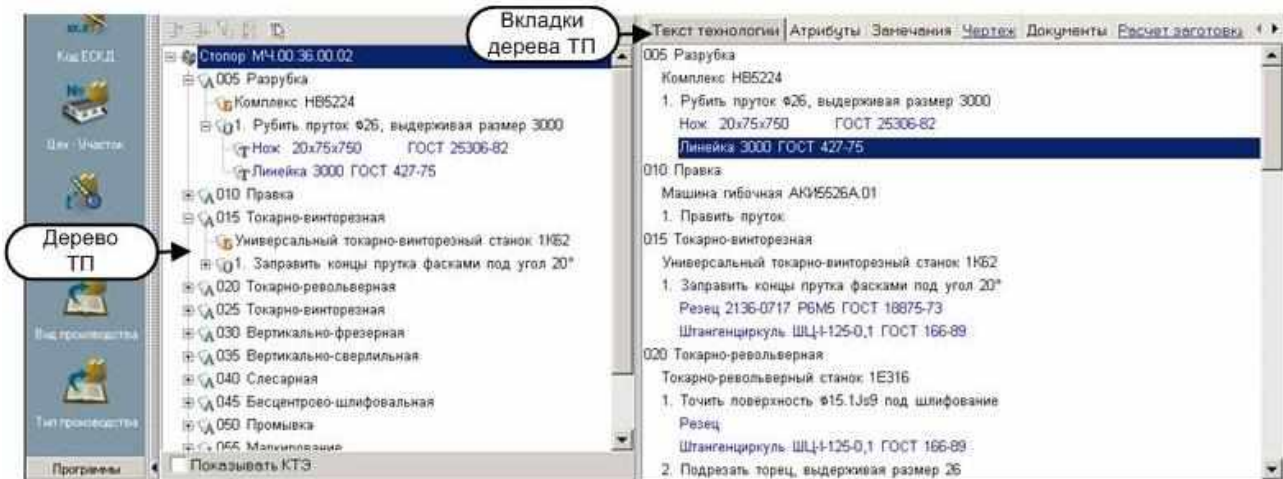 Код ЕСКД
Цех - Участок
Вид производства
Тип производства
Программы
Дерево
ТП
Вкладки
дерева ТП
Стопор МЧ.00.36.00.02
005 Разрубка
Комплекс НВ5224
1. Рубить пруток ф26, выдерживая размер 3000
Нож 20х75х750 ГОСТ 25306-82
Линейка 3000 ГОСТ 427-75
010 Правка
015 Токарно-винторезная
Универсальный токарно-винторезный станок 1К62
1. Заправить концы прутка фасками под угол 20°
020 Токарно-револьверная
025 Токарно-винторезная
030 Вертикально-фрезерная
035 Вертикально-сверлильная
040 Слесарная
045 Бесцентрово-шлифовальная
050 Промывка
055 Маркирование
Показывать КТЭ
Текст технологии Атрибуты Замечания Чертеж Документы Расчет заготовки
005 Разрубка
Комплекс НВ5224
1. Рубить пруток ф26, выдерживая размер 3000
Нож 20х75х750 ГОСТ 25306-82
Линейка 3000 ГОСТ 427-75
010 Правка
Машина гибочная АКИ5526А.01
1. Править пруток
015 Токарно-винторезная
Универсальный токарно-винторезный станок 1К62
1. Заправить концы прутка фасками под угол 20°
Резец 2136-0717 Р6М5 ГОСТ 18875-73
Штангенциркуль ШЦ-I-125-0,1 ГОСТ 166-89
020 Токарно-револьверная
Токарно-револьверный станок 1Е316
1. Точить поверхность ф15.1Js9 под шлифование
Резец
Штангенциркуль ШЦ-I-125-0,1 ГОСТ 166-89
2. Подрезать торец, выдерживая размер 26